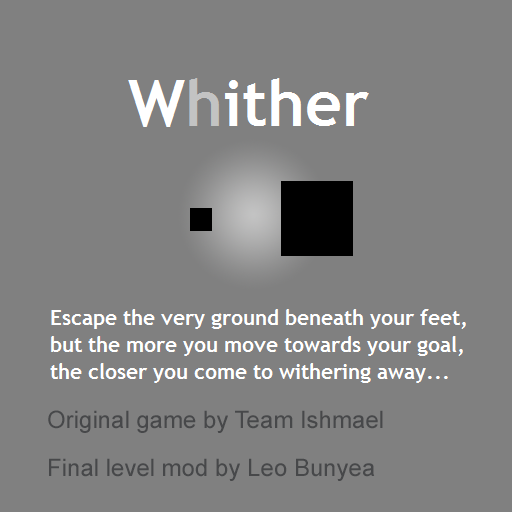 Whither
Escape the very ground beneath your feet,
but the more you move towards your goal,
the closer you come to withering away...
Original game by Team Ishmael
Final level mod by Leo Bunyea